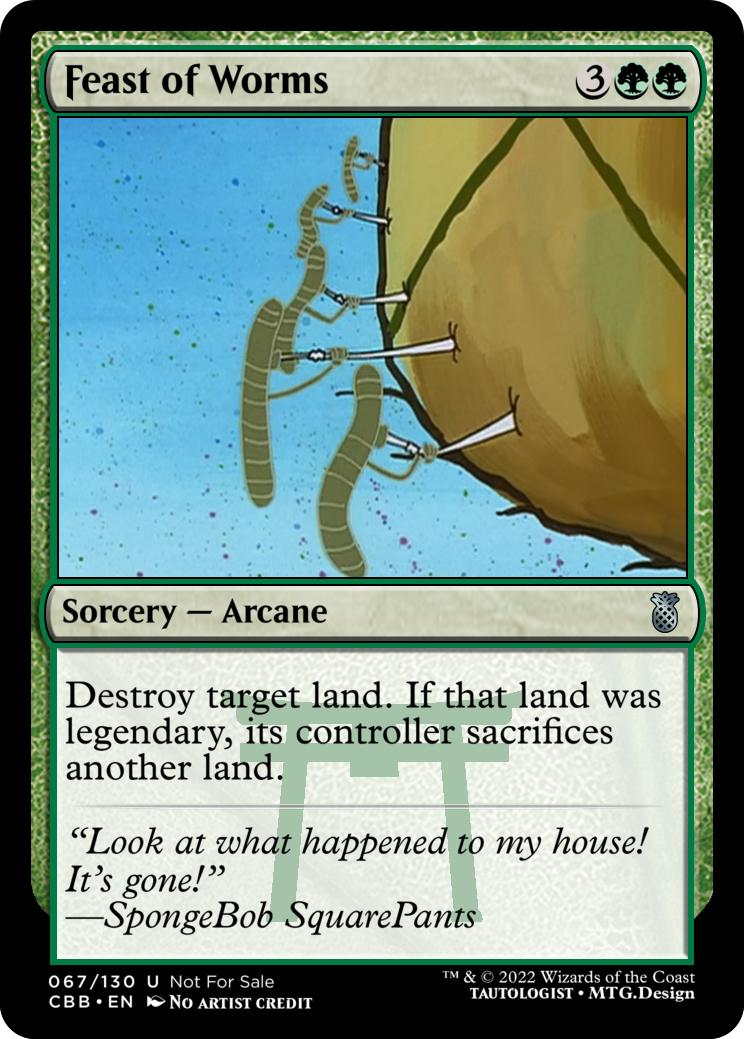 Feast of Worms 3
Sorcery — Arcane
Destroy target land. If that land was
legendary, its controller sacrifices
another land.
“Look at what happened to my house!
It’s gone!”
—SpongeBob SquarePants
067/130 U Not For Sale
CBB • EN No artist credit
™ & © 2022 Wizards of the Coast
TAUTOLOGIST • MTG.Design